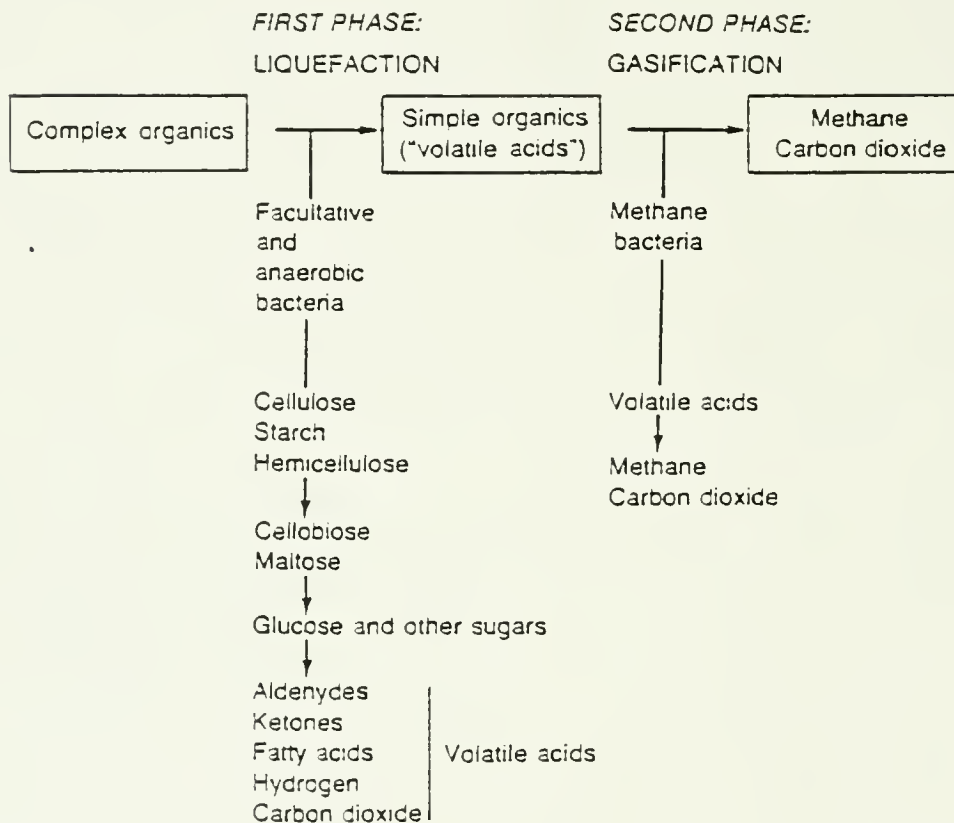 FIRST PHASE:
LIQUEFACTION
SECOND PHASE:
GASIFICATION
Complex organics
Simple organics
("volatile acids")
Methane
Carbon dioxide
Facultative
and
anaerobic
bacteria
Methane
bacteria
Cellulose
Starch
Hemicellulose
Volatile acids
Methane
Carbon dioxide
Cellobiose
Maltose
Glucose and other sugars
Aldenydes
Ketones
Fatty acids
Hydrogen
Carbon dioxide
Volatile acids